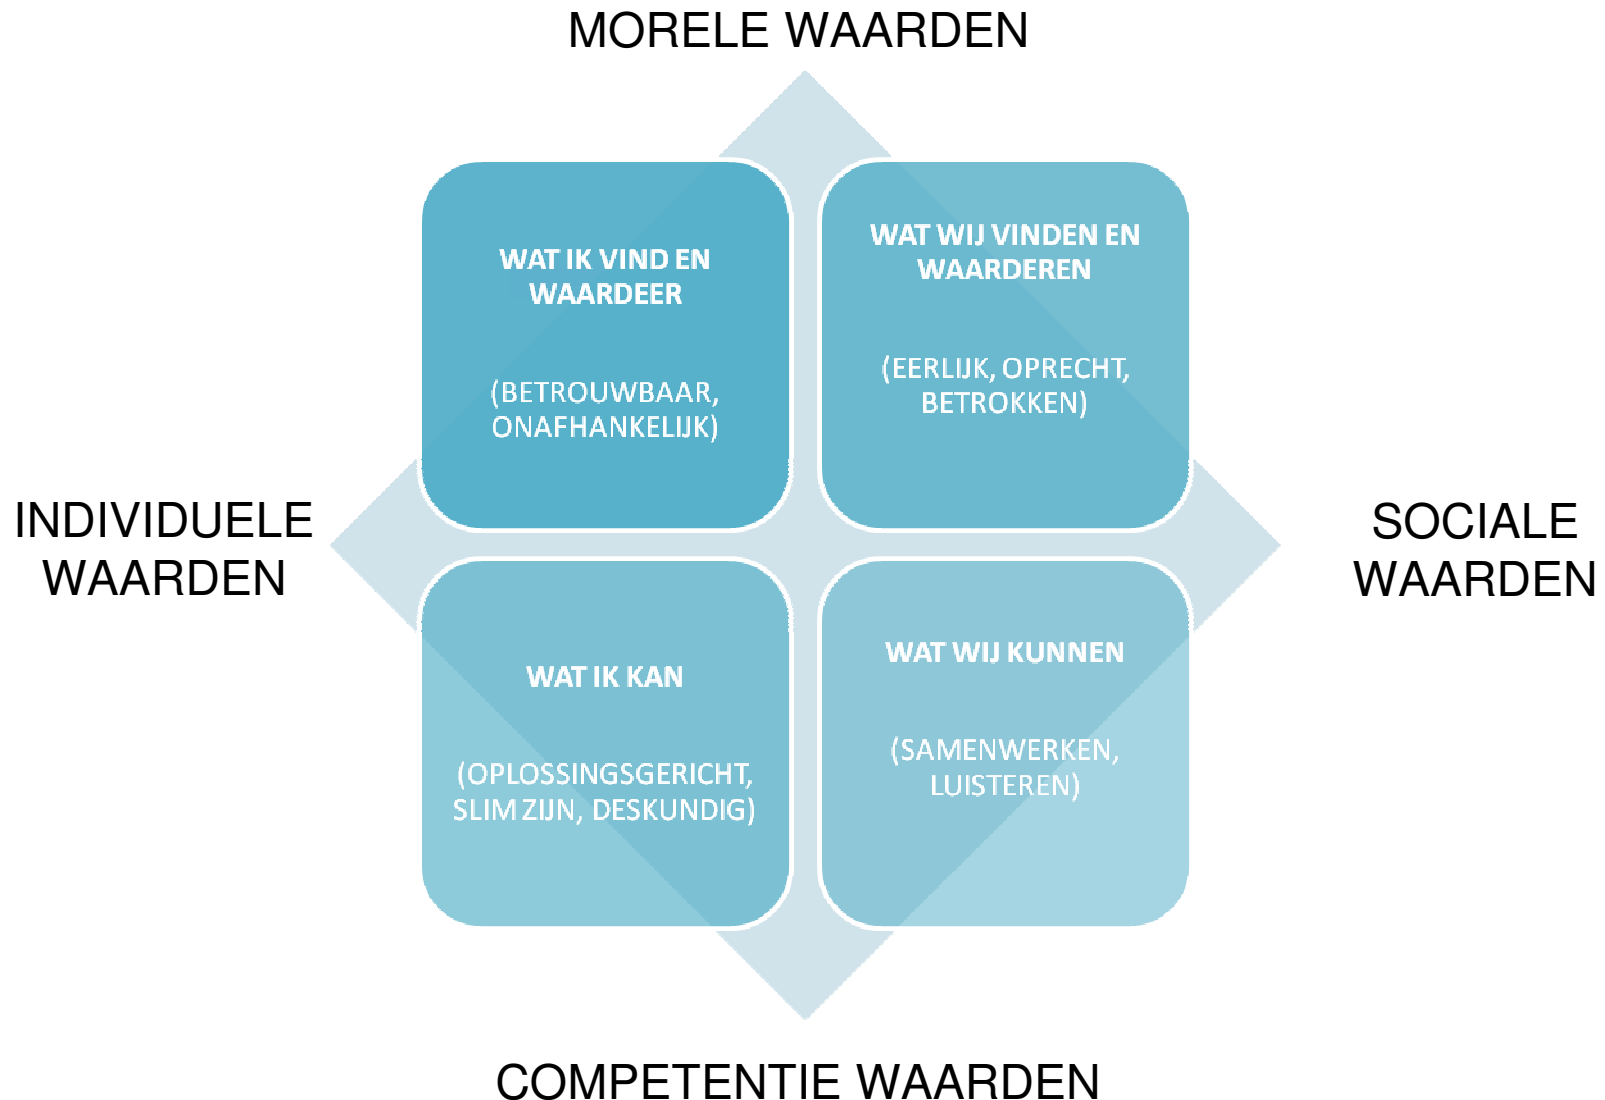 MORELE WAARDEN
WAT IK VIND EN
WAARDEER
(BETROUWBAAR,
ONAFHANKELIJK)
WAT WIJ VINDEN EN
WAARDEREN
(EERLIJK, OPRECHT,
BETROKKEN)
INDIVIDUELE
WAARDEN
SOCIALE
WAARDEN
WAT IK KAN
(OPLOSSINGSGERICHT,
SLIM ZIJN, DESKUNDIG)
WAT WIJ KUNNEN
(SAMENWERKEN,
LUISTEREN)
COMPETENTIE WAARDEN